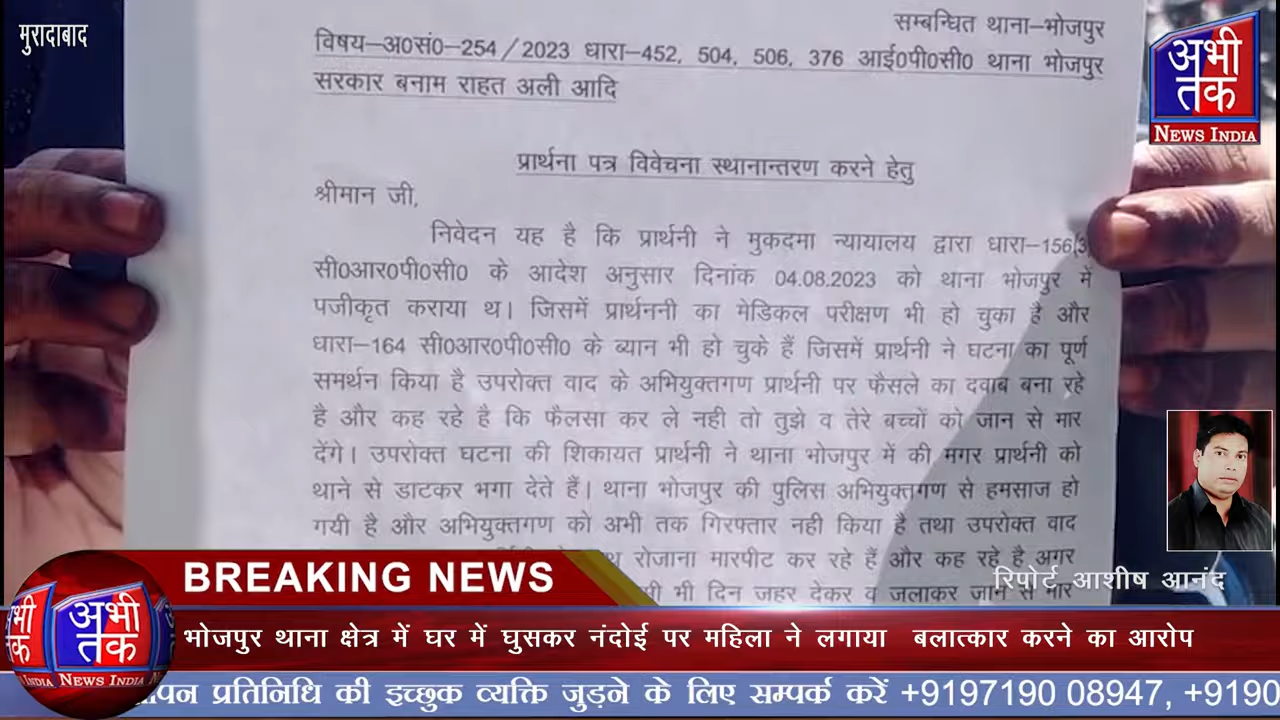 मुरादाबाद
सम्बन्धित थाना–भोजपुर
विषय–अ0सं0–254 / 2023 धारा–452, 504, 506, 376 आई0पी0सी0 थाना भोजपुर
सरकार बनाम राहत अली आदि
प्रार्थना पत्र विवेचना स्थानान्तरण करने हेतु
श्रीमान जी,
निवेदन यह है कि प्रार्थनी ने मुकदमा न्यायालय द्वारा धारा–156(3
सी0आर0पी0सी0 के आदेश अनुसार दिनांक 04.08.2023 को थाना भोजपुर में
पजीकृत कराया थ। जिसमें प्रार्थननी का मेडिकल परीक्षण भी हो चुका है और
धारा–164 सी0आर0पी0सी0 के ब्यान भी हो चुके हैं जिसमें प्रार्थनी ने घटना का पूर्ण
समर्थन किया है उपरोक्त वाद के अभियुक्तगण प्रार्थनी पर फैसले का दवाब बना रहे
है और कह रहे है कि फैलसा कर ले नही तो तुझे व तेरे बच्चों को जान से मार
देंगे। उपरोक्त घटना की शिकायत प्रार्थनी ने थाना भोजपुर में की मगर प्रार्थनी को
थाने से डाटकर भगा देते हैं। थाना भोजपुर की पुलिस अभियुक्तगण से हमसाज हो
गयी है और अभियुक्तगण को अभी तक गिरफ्तार नही किया है तथा उपरोक्त वाद
रोजाना मारपीट कर रहे हैं और कह रहे है अगर
भी दिन जहर देकर व जलाकर जान से मार
अभी
तक
NEWS INDIA
रिपोर्ट आशीष आनंद
BREAKING NEWS
भोजपुर थाना क्षेत्र में घर में घुसकर नंदोई पर महिला ने लगाया बलात्कार करने का आरोप
अभी
तक
NEWS INDIA
प्रतिनिधि की इच्छुक व्यक्ति जुड़ने के लिए सम्पर्क करें +9197190 08947, +9190